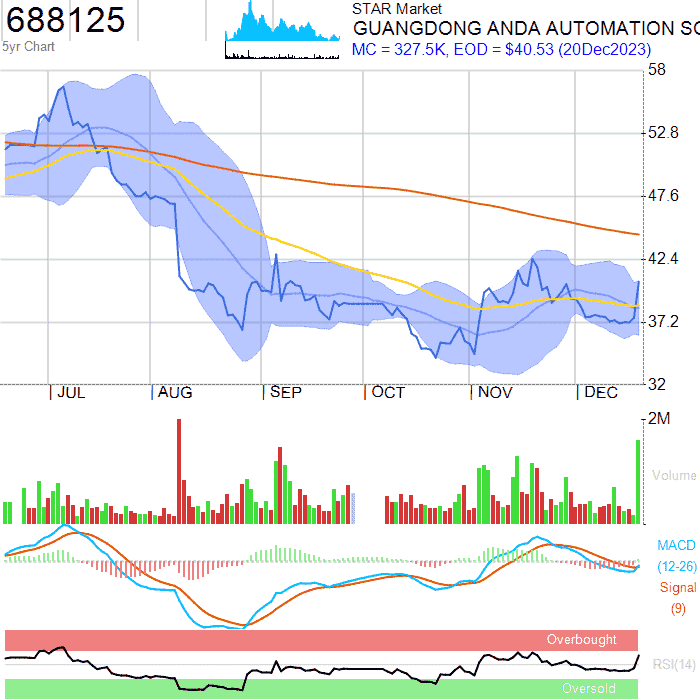 688125
5yr Chart
STAR Market
GUANGDONG ANDA AUTOMATION SO
MC = 327.5K, EOD = $40.53 (20Dec2023)
58
52.8
47.6
42.4
37.2
32
JUL AUG SEP OCT NOV DEC
2M
Volume
MACD
(12-26)
Signal
(9)
Overbought
RSI(14)
Oversold